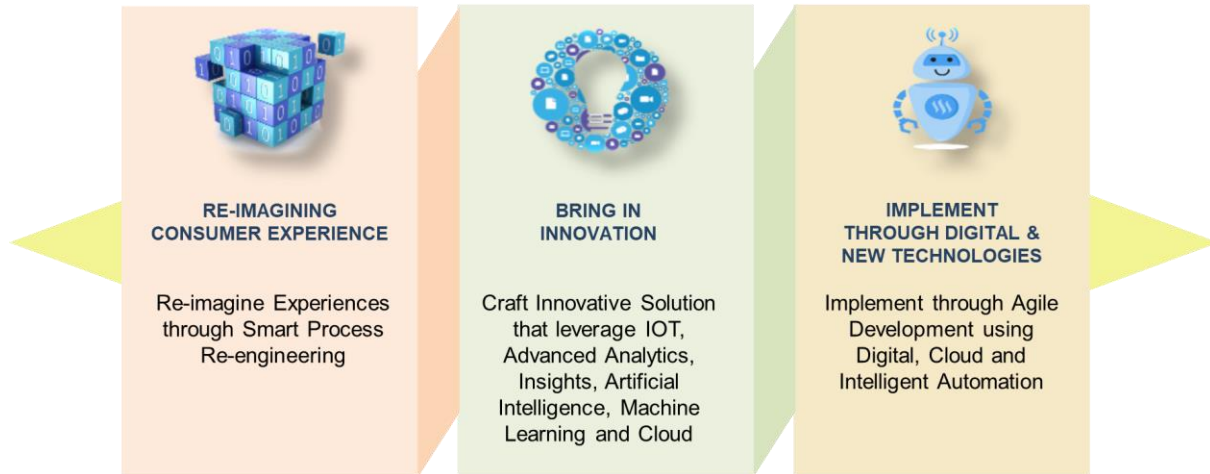 RE-IMAGINING
CONSUMER EXPERIENCE
Re-imagine Experiences
through Smart Process
Re-engineering
BRING IN
INNOVATION
Craft Innovative Solution
that leverage IOT,
Advanced Analytics,
Insights, Artificial
Intelligence, Machine
Learning and Cloud
IMPLEMENT
THROUGH DIGITAL &
NEW TECHNOLOGIES
Implement through Agile
Development using
Digital, Cloud and
Intelligent Automation